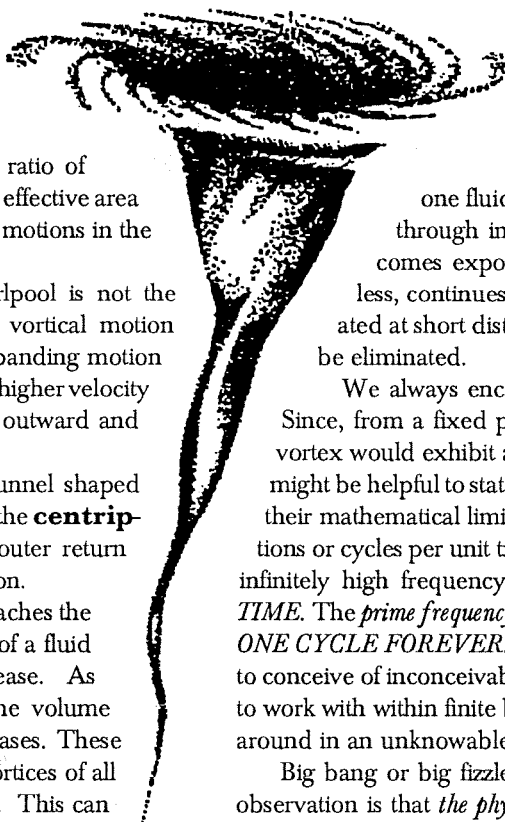 ratio of
effective area
motions in the
rlpool is not the
vortical motion
panding motion
higher velocity
outward and
unnel shaped
the centrip-
outer return
on.
aches the
of a fluid
ease. As
ne volume
ases. These
ortices of all
. This can
one fluid
through in
comes expo
less, continues
ated at short dist
be eliminated.
We always enc
Since, from a fixed p
vortex would exhibit a
might be helpful to stat
their mathematical limi
tions or cycles per unit t
infinitely high frequency
TIME. The prime frequency
ONE CYCLE FOREVER.
to conceive of inconceivab
to work with within finite l
around in an unknowable
Big bang or big fizzle
observation is that the phy